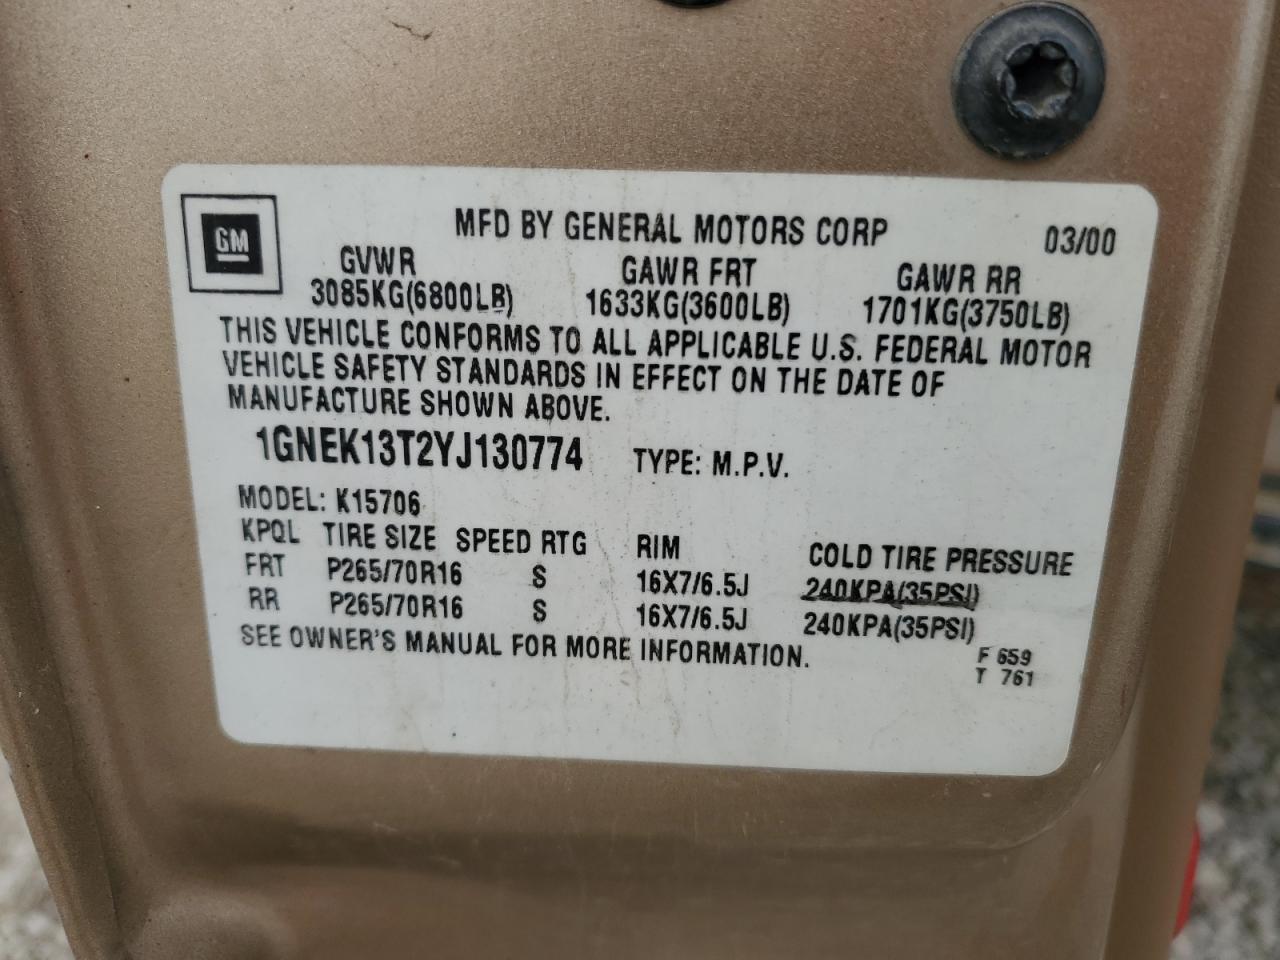 GM
MFD BY GENERAL MOTORS CORP 03/00
GVWR GAWR FRT GAWR RR
3085KG(6800LB) 1633KG(3600LB) 1701KG(3750LB)
THIS VEHICLE CONFORMS TO ALL APPLICABLE U.S. FEDERAL MOTOR
VEHICLE SAFETY STANDARDS IN EFFECT ON THE DATE OF
MANUFACTURE SHOWN ABOVE.
1GNEK13T2YJ130774 TYPE: M.P.V.
MODEL: K15706
KPQL TIRE SIZE SPEED RTG RIM COLD TIRE PRESSURE
FRT P265/70R16 S 16X7/6.5J 240KPA(35PSI)
RR P265/70R16 S 16X7/6.5J 240KPA(35PSI)
SEE OWNER'S MANUAL FOR MORE INFORMATION.
F 659
T 761